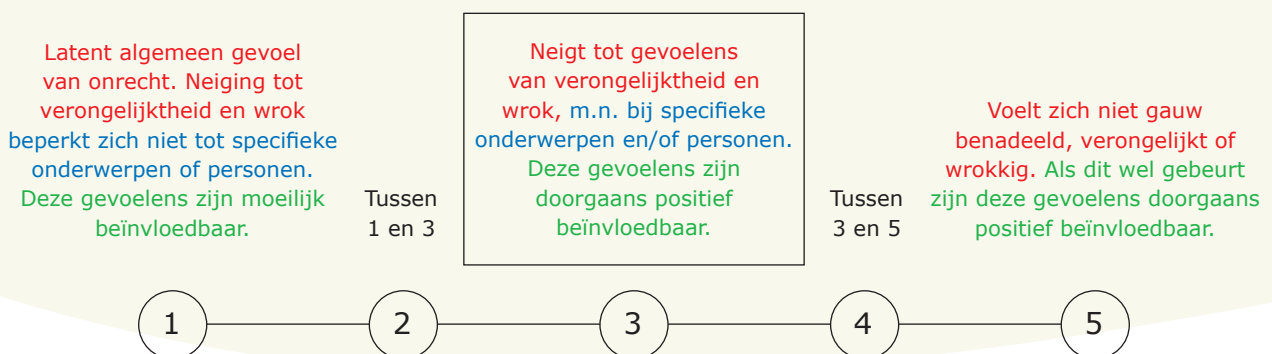 Latent algemeen gevoel
van onrecht. Neiging tot
verongelijktheid en wrok
beperkt zich niet tot specifieke
onderwerpen of personen.
Deze gevoelens zijn moeilijk
beïnvloedbaar.
Tussen
1 en 3
Neigt tot gevoelens
van verongelijktheid en
wrok, m.n. bij specifieke
onderwerpen en/of personen.
Deze gevoelens zijn
doorgaans positief
beïnvloedbaar.
Tussen
3 en 5
Voelt zich niet gauw
benadeeld, verongelijkt of
wrokkig. Als dit wel gebeurt
zijn deze gevoelens doorgaans
positief beïnvloedbaar.
1 2 3 4 5